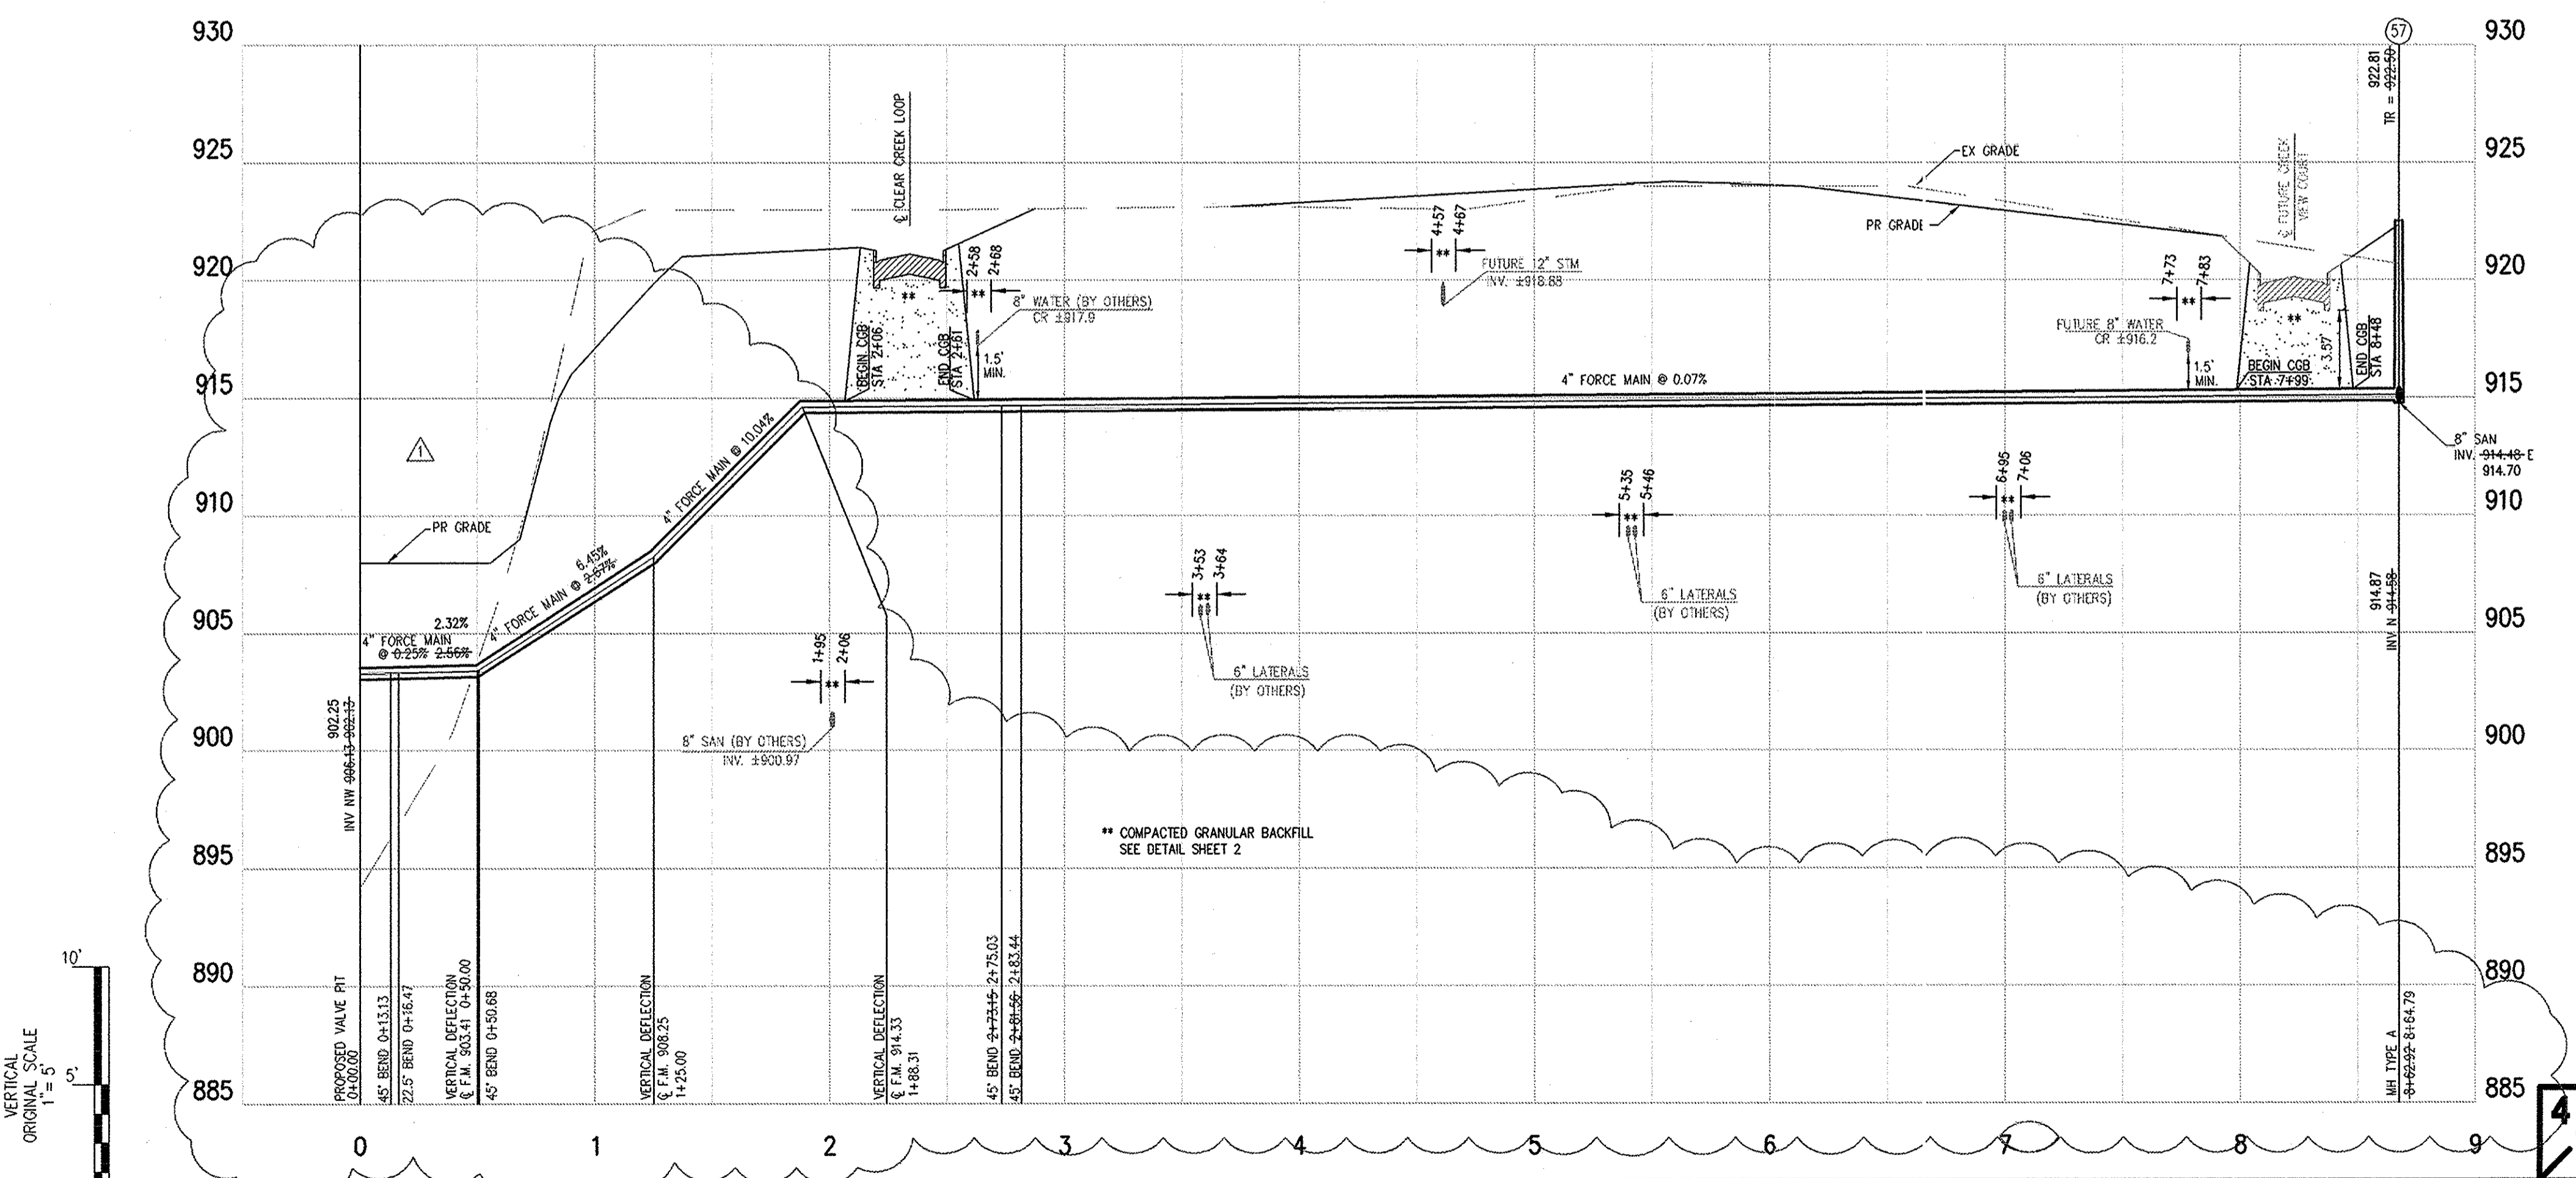 930
925
920
915
910
905
900
895
890
885
VERTICAL
ORIGINAL SCALE
1" = 5'
10'
5'
1
PR GRADE
2.32%
4" FORCE MAIN
@ 0.25% 2.56%
6.45%
4" FORCE MAIN @ 2.67%
4" FORCE MAIN @ 10.04%
902.25
INV NW 906.13 902.13
PROPOSED VALVE PIT
0+00.00
45° BEND 0+13.13
22.5° BEND 0+16.47
VERTICAL DEFLECTION
℄ F.M. 903.41 0+50.00
45° BEND 0+50.68
VERTICAL DEFLECTION
℄ F.M. 908.25
1+25.00
VERTICAL DEFLECTION
℄ F.M. 914.33
1+88.31
45° BEND 2+73.15 2+75.03
45° BEND 2+81.56 2+83.44
1+95
2+06
**
8" SAN (BY OTHERS)
INV. ±900.97
℄ CLEAR CREEK LOOP
**
BEGIN CGB
STA 2+06
END CGB
STA 2+61
2+58
2+68
**
8" WATER (BY OTHERS)
CR ±917.9
1.5'
MIN.
3+53
3+64
**
6" LATERALS
(BY OTHERS)
** COMPACTED GRANULAR BACKFILL
SEE DETAIL SHEET 2
4+57
4+67
**
FUTURE 12" STM
INV. ±918.68
4" FORCE MAIN @ 0.07%
5+35
5+46
**
6" LATERALS
(BY OTHERS)
EX GRADE
PR GRADE
6+95
7+06
**
6" LATERALS
(BY OTHERS)
7+73
7+83
**
FUTURE 8" WATER
CR ±916.2
1.5'
MIN.
℄ FUTURE CREEK
VIEW COURT
**
BEGIN CGB
STA 7+99
3.57
END CGB
STA 8+48
57
922.81
TR = 922.50
8" SAN
INV. 914.48 E
914.70
914.87
INV N 914.58
MH TYPE A
8+62.92 8+64.79
930
925
920
915
910
905
900
895
890
885
0 1 2 3 4 5 6 7 8 9
4